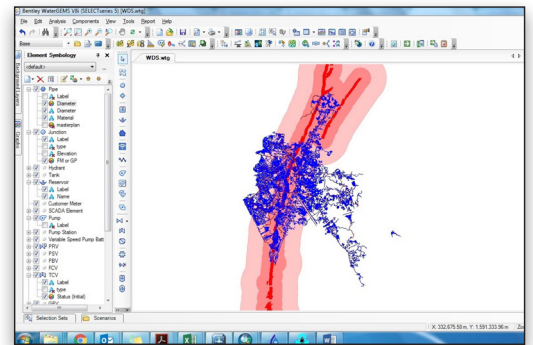 Bentley WaterGEMS V8i (SELECTseries 5) [WDS.wtg]
File Edit Analysis Components View Tools Report Help
Base
Element Symbology
<default>
WDS.wtg
Background Layers
Pipe
Label
Diameter
Diameter
Material
masterplan
Junction
Label
type
Elevation
FM or GP
Hydrant
Tank
Reservoir
Label
Name
Customer Meter
SCADA Element
Pump
Label
Pump Station
Variable Speed Pump Batt
PRV
PSV
PBV
FCV
TCV
Label
type
Status (Initial)
GPV
Selection Sets Scenarios
X: 332,675.58 m, Y: 1,591,333.96 m